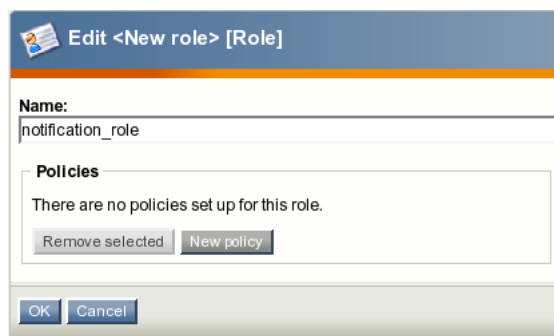 Edit <New role> [Role]
Name:
notification_role
Policies
There are no policies set up for this role.
Remove selected New policy
OK Cancel